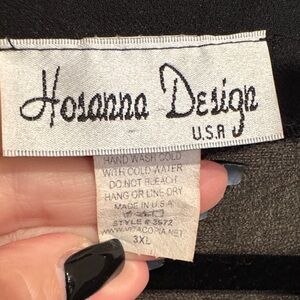 Hosanna Design
U.S.A
HAND WASH COLD
WITH COLD WATER
DO NOT BLEACH
HANG OR LINE DRY
MADE IN U.S.A
STYLE # 3572
WWW.VITACOPIA.NET
3XL